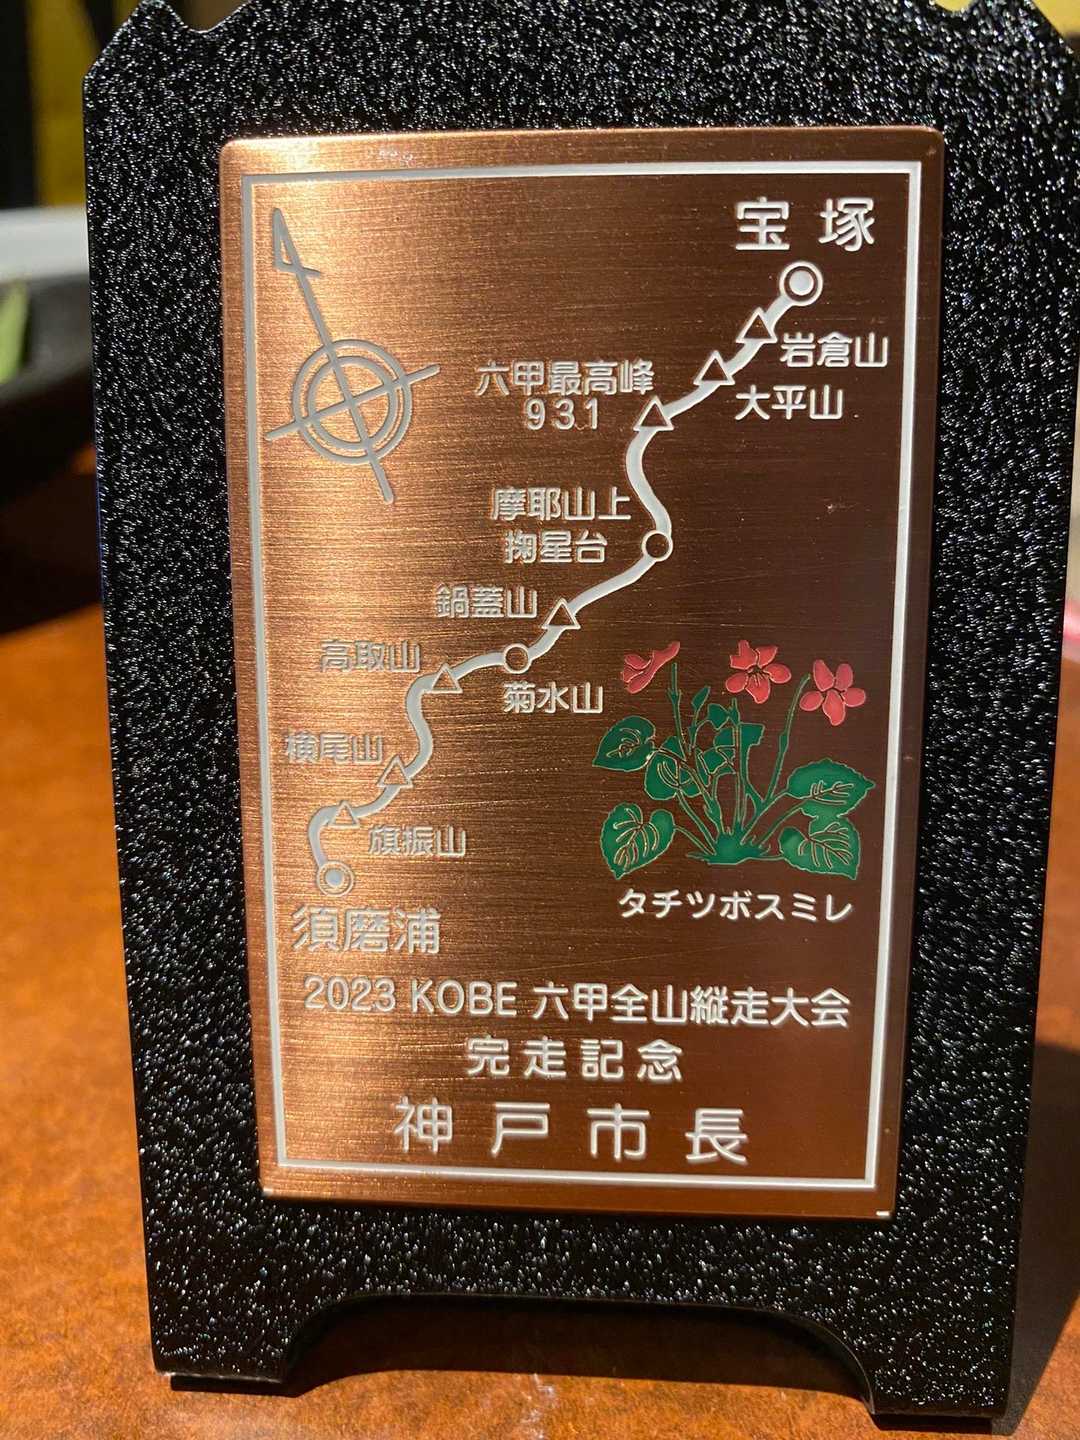 宝塚
岩倉山
大平山
六甲最高峰
931
摩耶山上
掬星台
鍋蓋山
菊水山
高取山
横尾山
旗振山
須磨浦
タチツボスミレ
2023 KOBE 六甲全山縦走大会
完走記念
神戸市長